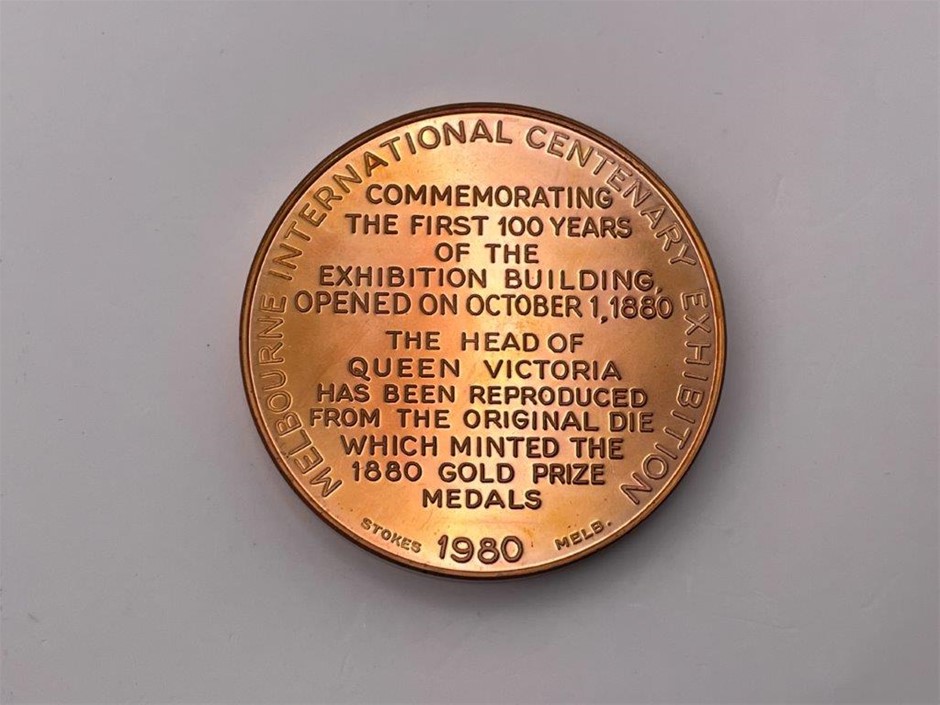 MELBOURNE INTERNATIONAL CENTENARY EXHIBITION
COMMEMORATING
THE FIRST 100 YEARS
OF THE
EXHIBITION BUILDING,
OPENED ON OCTOBER 1, 1880
THE HEAD OF
QUEEN VICTORIA
HAS BEEN REPRODUCED
FROM THE ORIGINAL DIE
WHICH MINTED THE
1880 GOLD PRIZE
MEDALS
STOKES 1980 MELB.